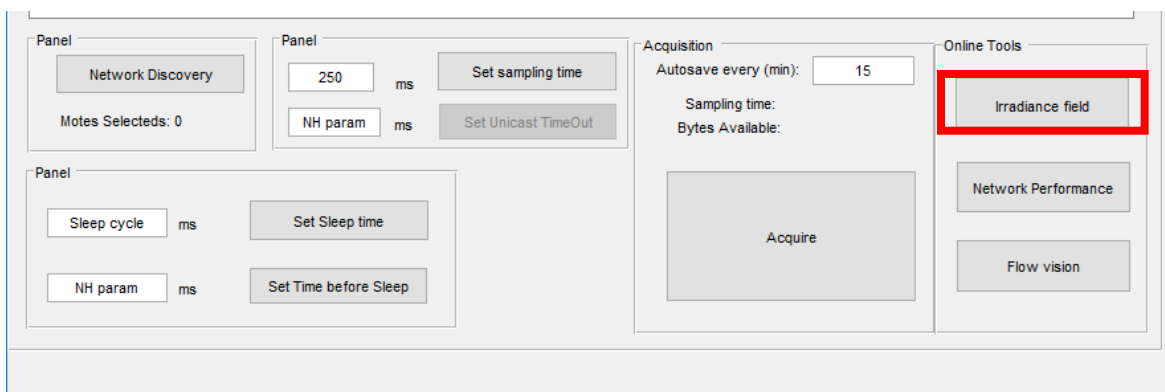 Panel
Network Discovery
Motes Selecteds: 0
Panel
250 ms Set sampling time
NH param ms Set Unicast TimeOut
Panel
Sleep cycle ms Set Sleep time
NH param ms Set Time before Sleep
Acquisition
Autosave every (min): 15
Sampling time:
Bytes Available:
Acquire
Online Tools
Irradiance field
Network Performance
Flow vision